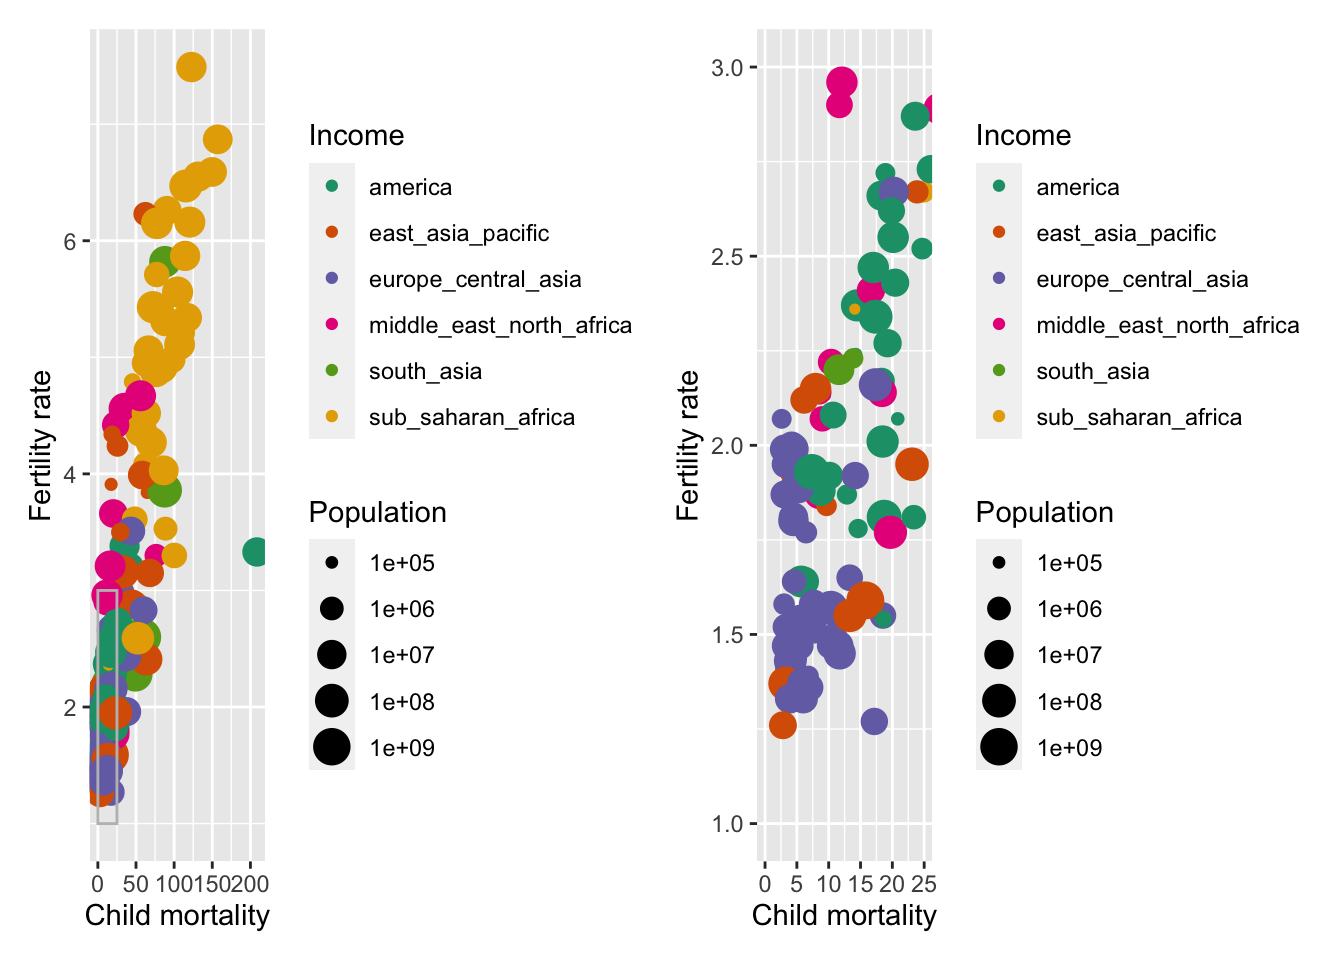 Income
america
east_asia_pacific
europe_central_asia
middle_east_north_africa
south_asia
sub_saharan_africa
Population
1e+05
1e+06
1e+07
1e+08
1e+09
Fertility rate
6
4
2
0 50 100 150 200
Child mortality
Income
america
east_asia_pacific
europe_central_asia
middle_east_north_africa
south_asia
sub_saharan_africa
Population
1e+05
1e+06
1e+07
1e+08
1e+09
Fertility rate
3.0
2.5
2.0
1.5
1.0
0 5 10 15 20 25
Child mortality